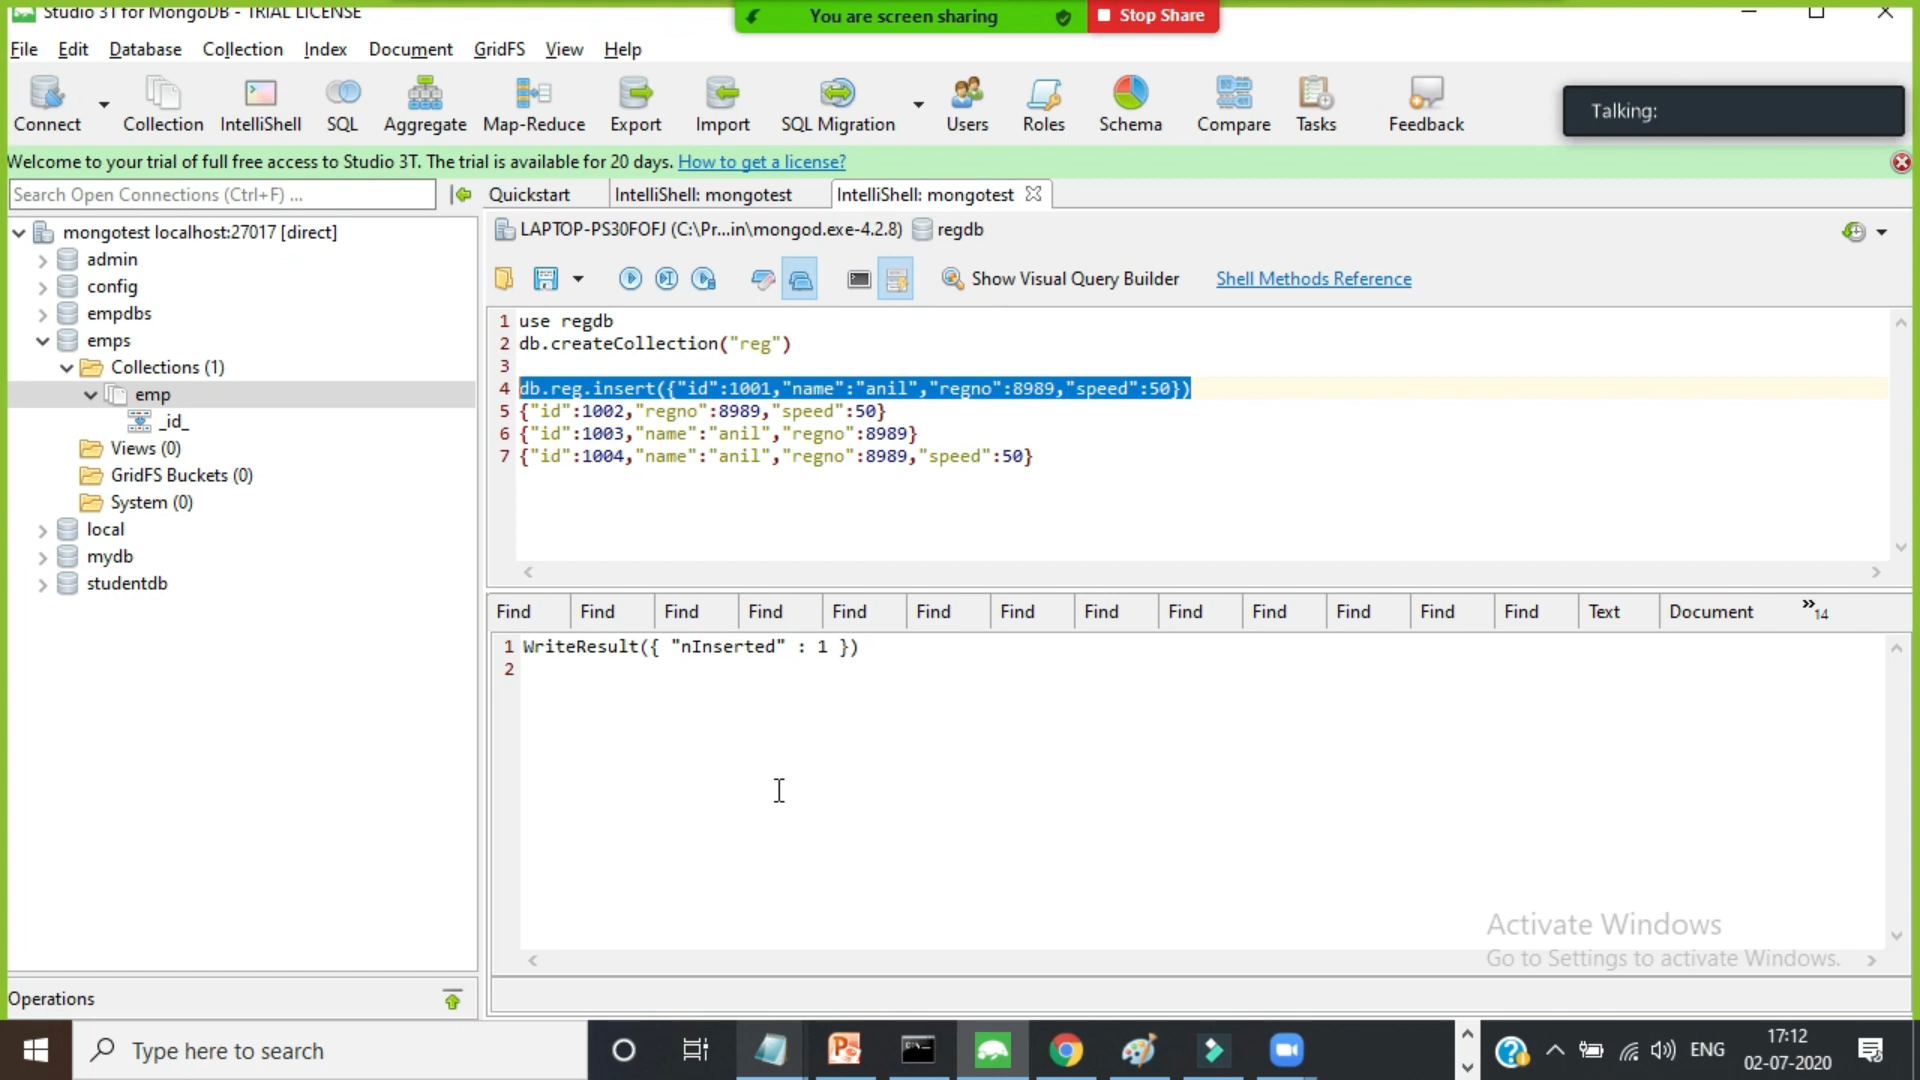 Studio 3T for MongoDB - TRIAL LICENSE
You are screen sharing
Stop Share
File Edit Database Collection Index Document GridFS View Help
Connect Collection IntelliShell SQL Aggregate Map-Reduce Export Import SQL Migration Users Roles Schema Compare Tasks Feedback
Talking:
Welcome to your trial of full free access to Studio 3T. The trial is available for 20 days. How to get a license?
Search Open Connections (Ctrl+F) ...
Quickstart IntelliShell: mongotest IntelliShell: mongotest
mongotest localhost:27017 [direct]
admin
config
empdbs
emps
Collections (1)
emp
_id_
Views (0)
GridFS Buckets (0)
System (0)
local
mydb
studentdb
LAPTOP-PS30FOFJ (C:\Pr...in\mongod.exe-4.2.8) regdb
Show Visual Query Builder Shell Methods Reference
1 use regdb
2 db.createCollection("reg")
3
4 db.reg.insert({"id":1001,"name":"anil","regno":8989,"speed":50})
5 {"id":1002,"regno":8989,"speed":50}
6 {"id":1003,"name":"anil","regno":8989}
7 {"id":1004,"name":"anil","regno":8989,"speed":50}
Find Find Find Find Find Find Find Find Find Find Find Find Find Text Document »14
1 WriteResult({ "nInserted" : 1 })
2
Activate Windows
Go to Settings to activate Windows.
Operations
Type here to search
ENG
17:12
02-07-2020